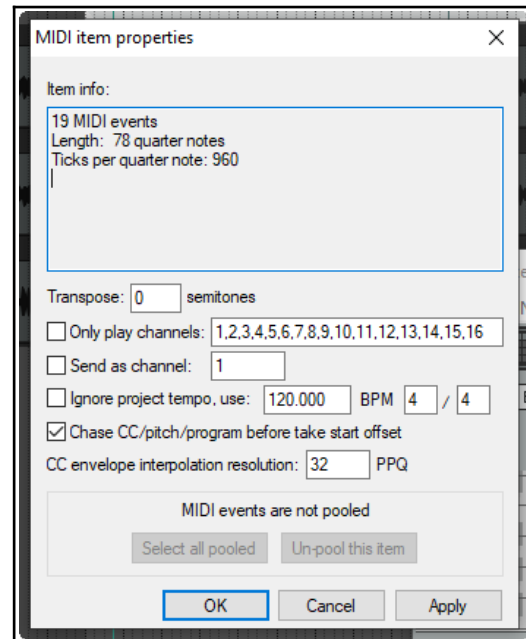 MIDI item properties
Item info:
19 MIDI events
Length: 78 quarter notes
Ticks per quarter note: 960
Transpose: 0 semitones
Only play channels: 1,2,3,4,5,6,7,8,9,10,11,12,13,14,15,16
Send as channel: 1
Ignore project tempo, use: 120.000 BPM 4 / 4
Chase CC/pitch/program before take start offset
CC envelope interpolation resolution: 32 PPQ
MIDI events are not pooled
Select all pooled Un-pool this item
OK Cancel Apply